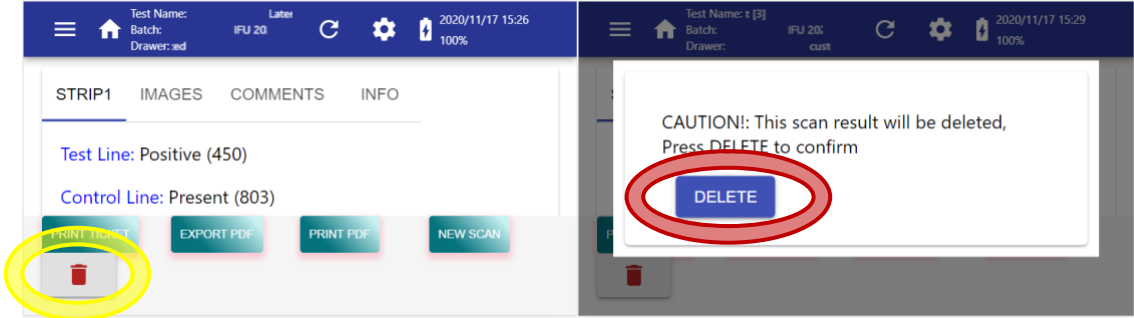 Test Name: Later
Batch: IFU 20
Drawer: ed
2020/11/17 15:26
100%
STRIP1 IMAGES COMMENTS INFO
Test Line: Positive (450)
Control Line: Present (803)
PRINT TICKET EXPORT PDF PRINT PDF NEW SCAN
Test Name: t [3]
Batch: IFU 202
Drawer: cust
2020/11/17 15:29
100%
CAUTION!: This scan result will be deleted,
Press DELETE to confirm
DELETE